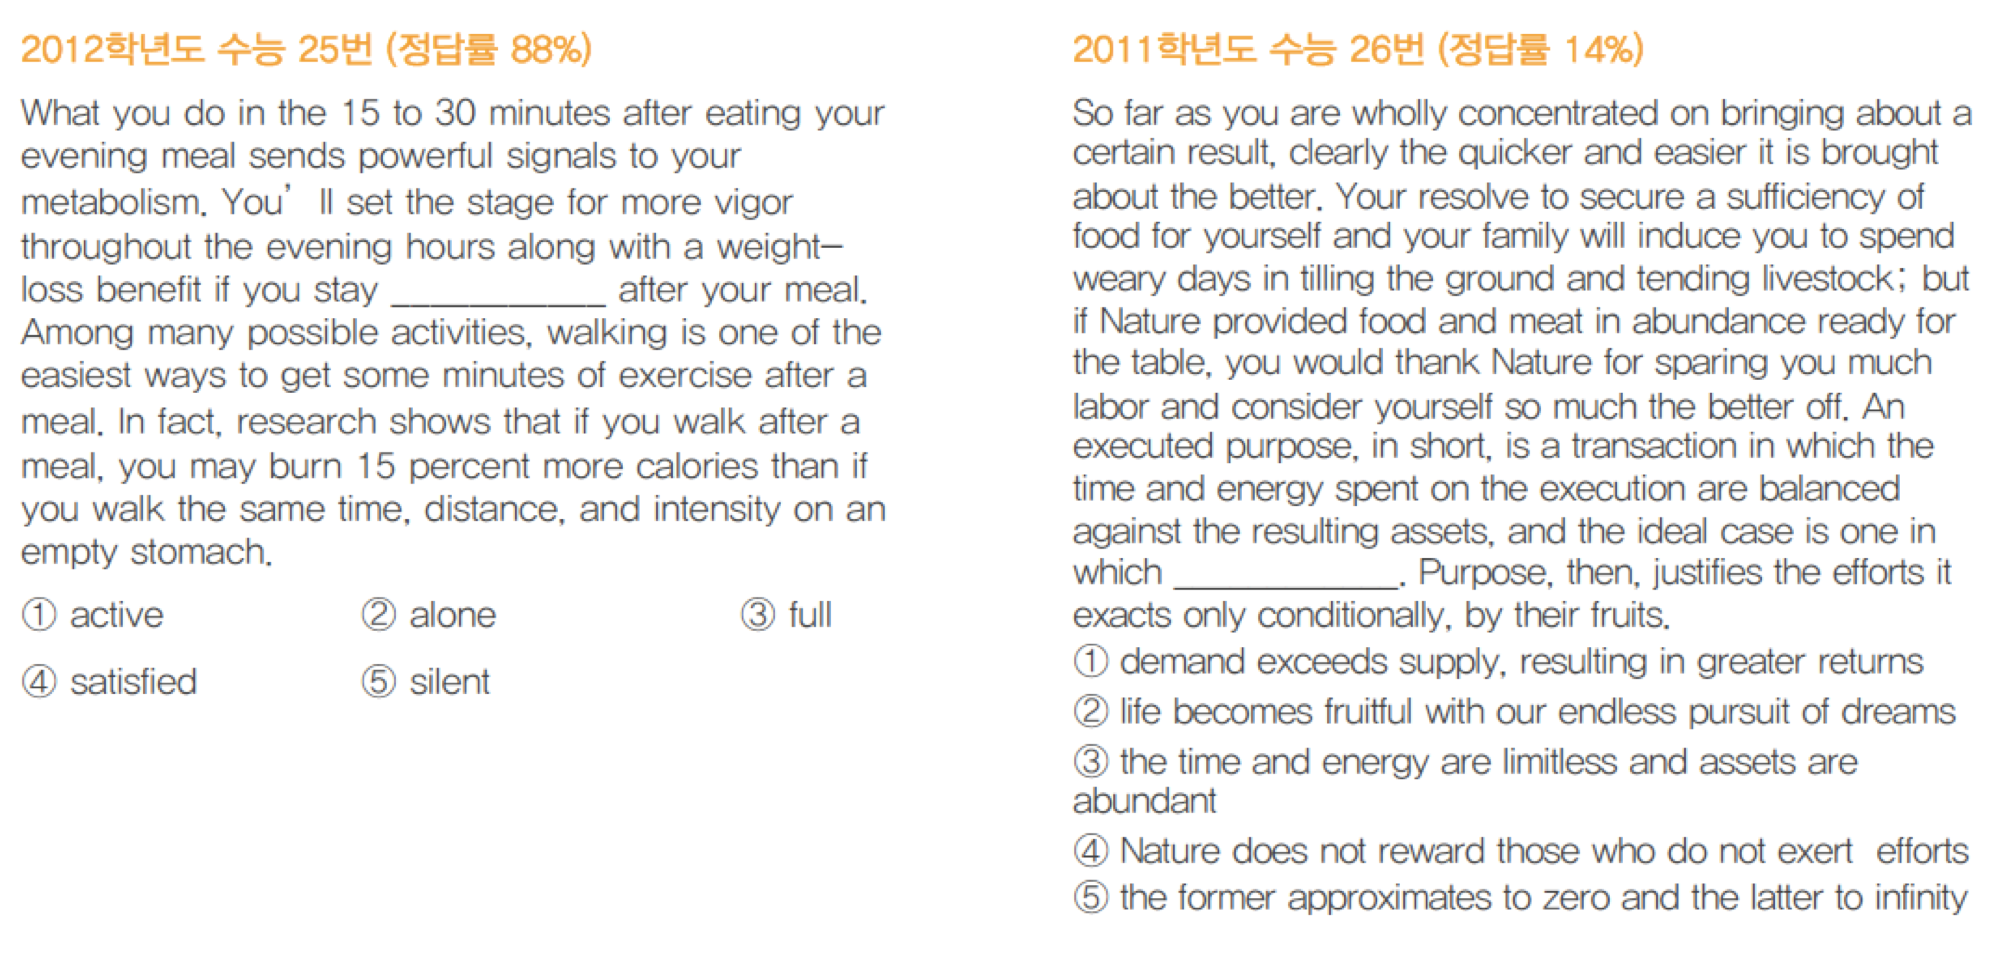 2012학년도 수능 25번 (정답률 88%)
What you do in the 15 to 30 minutes after eating your
evening meal sends powerful signals to your
metabolism. You' ll set the stage for more vigor
throughout the evening hours along with a weight-
loss benefit if you stay ___________ after your meal.
Among many possible activities, walking is one of the
easiest ways to get some minutes of exercise after a
meal. In fact, research shows that if you walk after a
meal, you may burn 15 percent more calories than if
you walk the same time, distance, and intensity on an
empty stomach.
① active ② alone ③ full
④ satisfied ⑤ silent
2011학년도 수능 26번 (정답률 14%)
So far as you are wholly concentrated on bringing about a
certain result, clearly the quicker and easier it is brought
about the better. Your resolve to secure a sufficiency of
food for yourself and your family will induce you to spend
weary days in tilling the ground and tending livestock; but
if Nature provided food and meat in abundance ready for
the table, you would thank Nature for sparing you much
labor and consider yourself so much the better off. An
executed purpose, in short, is a transaction in which the
time and energy spent on the execution are balanced
against the resulting assets, and the ideal case is one in
which ____________. Purpose, then, justifies the efforts it
exacts only conditionally, by their fruits.
① demand exceeds supply, resulting in greater returns
② life becomes fruitful with our endless pursuit of dreams
③ the time and energy are limitless and assets are
abundant
④ Nature does not reward those who do not exert efforts
⑤ the former approximates to zero and the latter to infinity